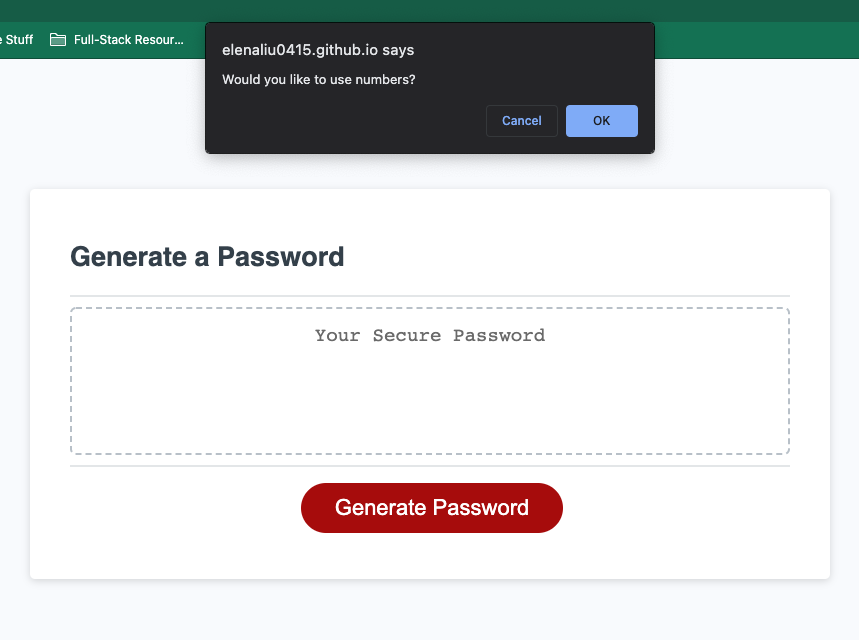 e Stuff
Full-Stack Resour...
elenaliu0415.github.io says
Would you like to use numbers?
Cancel
OK
Generate a Password
Your Secure Password
Generate Password